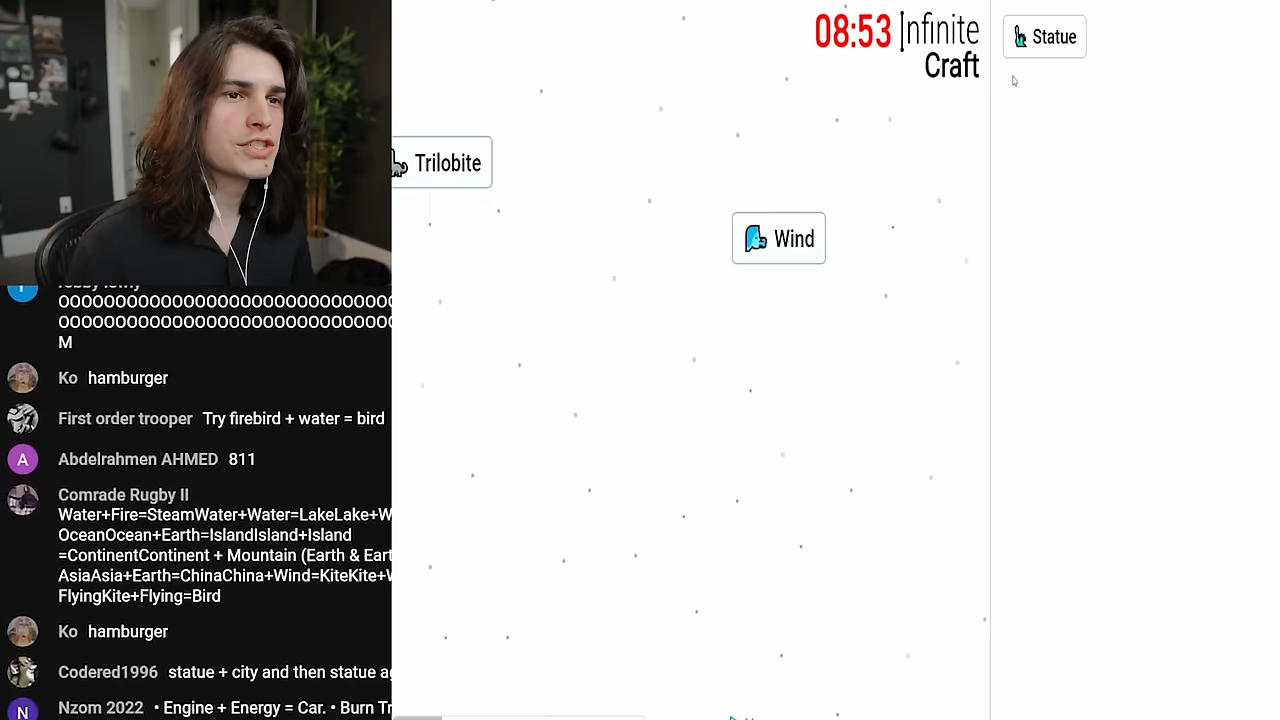 08:53 Infinite
Craft
Statue
Trilobite
Wind
OOOOOOOOOOOOOOOOOOOOOOOOOOOOO
OOOOOOOOOOOOOOOOOOOOOOOOOOOOO
M
Ko hamburger
First order trooper Try firebird + water = bird
Abdelrahmen AHMED 811
Comrade Rugby II
Water+Fire=SteamWater+Water=LakeLake+W
OceanOcean+Earth=IslandIsland+Island
=ContinentContinent + Mountain (Earth & Eart
AsiaAsia+Earth=ChinaChina+Wind=KiteKite+W
FlyingKite+Flying=Bird
Ko hamburger
Codered1996 statue + city and then statue ag
Nzom 2022 • Engine + Energy = Car. • Burn Tr